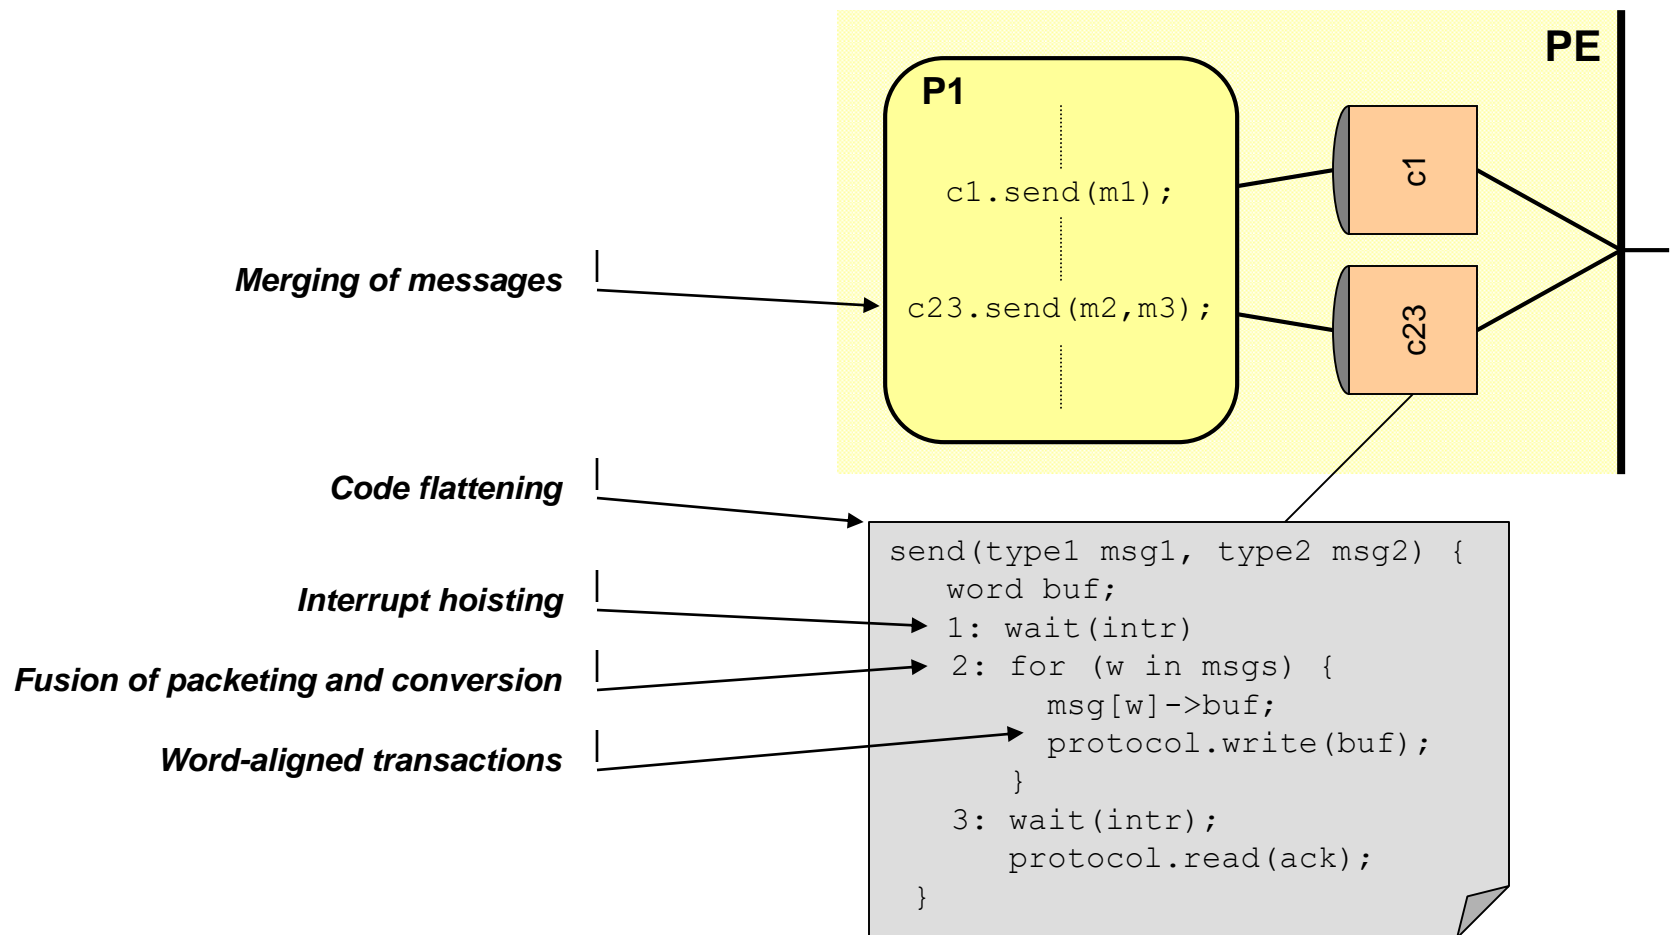 PE
P1
c1.send(m1);
c1
Merging of messages
c23.send(m2,m3);
c23
Code flattening
send(type1 msg1, type2 msg2) {
word buf;
Interrupt hoisting
1: wait(intr)
Fusion of packeting and conversion
2: for (w in msgs) {
msg[w]->buf;
Word-aligned transactions
protocol.write(buf);
}
3: wait(intr);
protocol.read(ack);
}